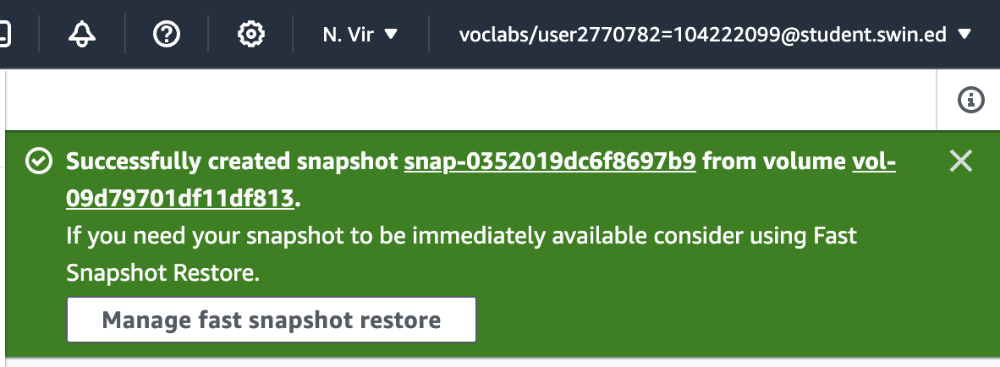 N. Vir voclabs/user2770782=104222099@student.swin.ed
Successfully created snapshot snap-0352019dc6f8697b9 from volume vol-
09d79701df11df813.
If you need your snapshot to be immediately available consider using Fast
Snapshot Restore.
Manage fast snapshot restore